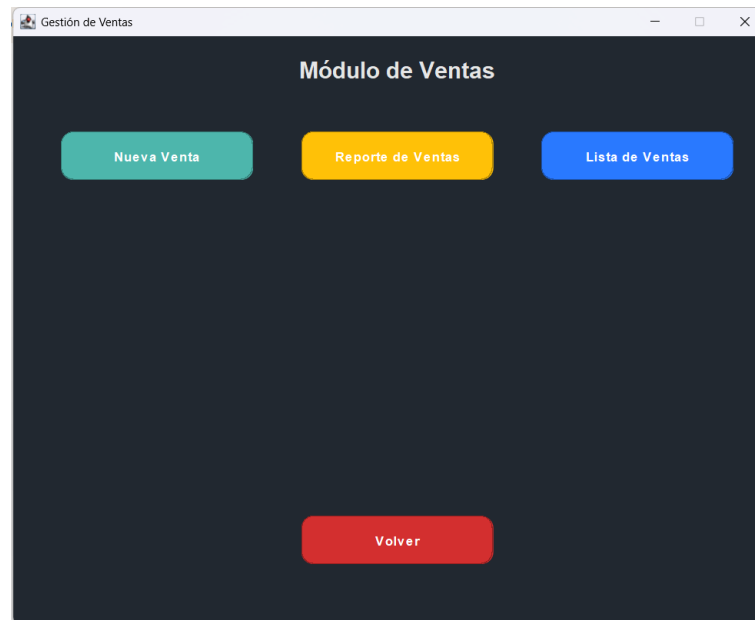 Gestión de Ventas
Módulo de Ventas
Nueva Venta
Reporte de Ventas
Lista de Ventas
Volver